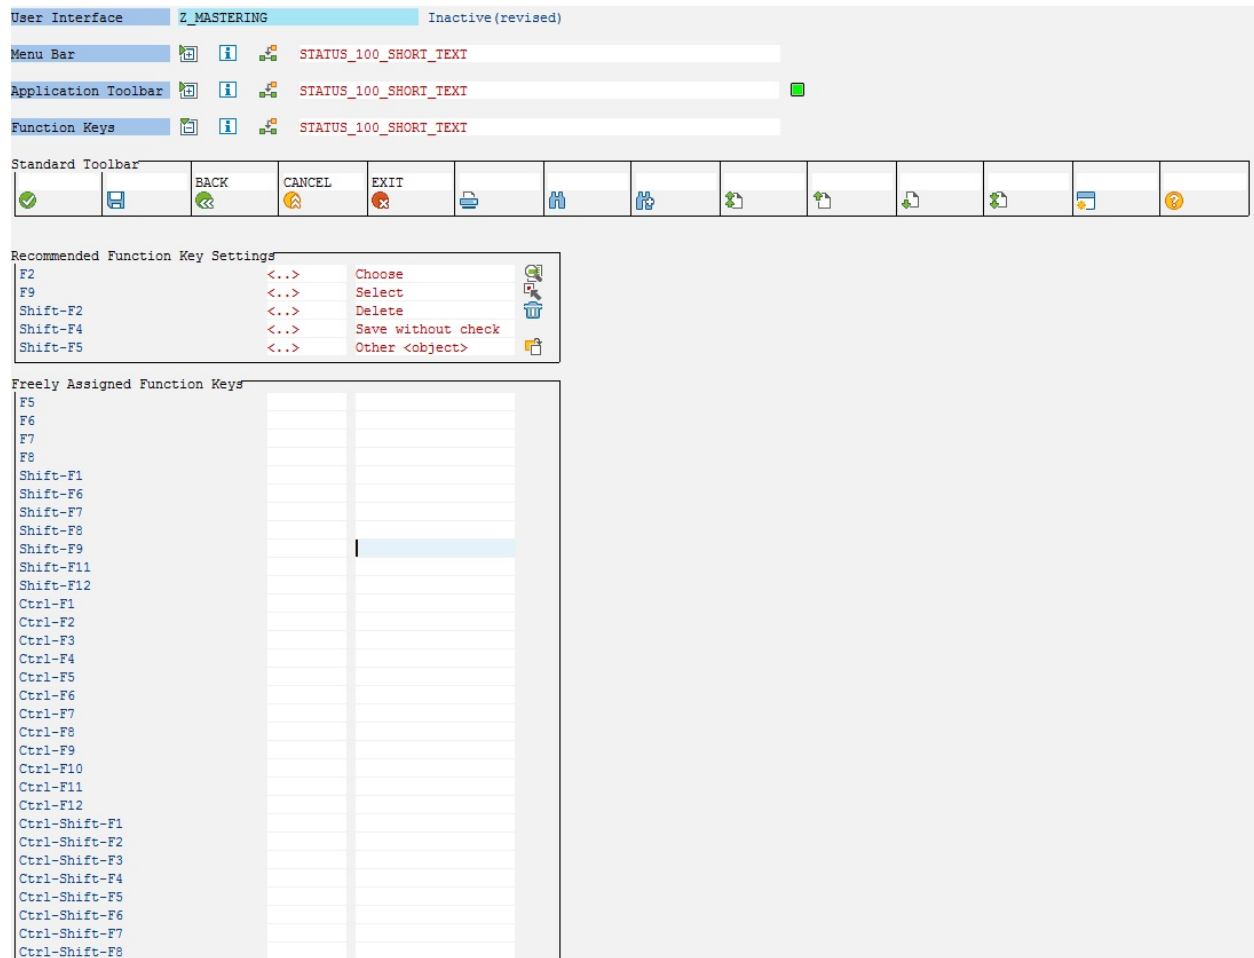 User Interface Z_MASTERING Inactive(revised)
Menu Bar STATUS_100_SHORT_TEXT
Application Toolbar STATUS_100_SHORT_TEXT
Function Keys STATUS_100_SHORT_TEXT
Standard Toolbar
BACK CANCEL EXIT
Recommended Function Key Settings
F2 <..> Choose
F9 <..> Select
Shift-F2 <..> Delete
Shift-F4 <..> Save without check
Shift-F5 <..> Other <object>
Freely Assigned Function Keys
F5
F6
F7
F8
Shift-F1
Shift-F6
Shift-F7
Shift-F8
Shift-F9
Shift-F11
Shift-F12
Ctrl-F1
Ctrl-F2
Ctrl-F3
Ctrl-F4
Ctrl-F5
Ctrl-F6
Ctrl-F7
Ctrl-F8
Ctrl-F9
Ctrl-F10
Ctrl-F11
Ctrl-F12
Ctrl-Shift-F1
Ctrl-Shift-F2
Ctrl-Shift-F3
Ctrl-Shift-F4
Ctrl-Shift-F5
Ctrl-Shift-F6
Ctrl-Shift-F7
Ctrl-Shift-F8